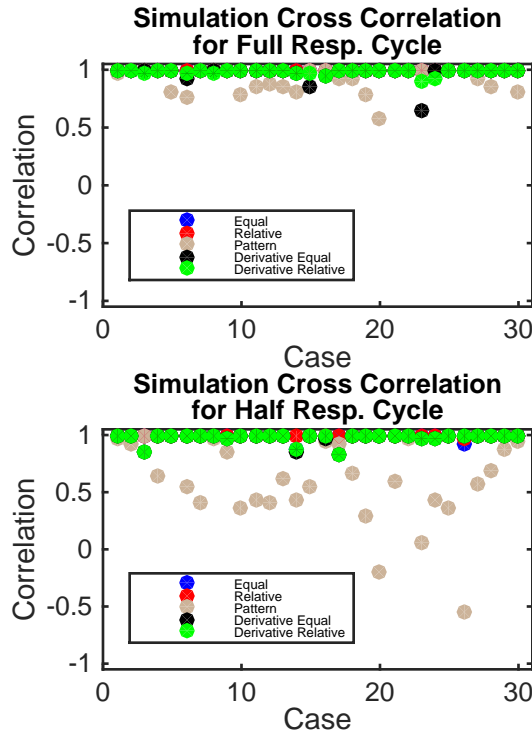 Simulation Cross Correlation
for Full Resp. Cycle
1
0.5
0
-0.5
-1
Correlation
Equal
Relative
Pattern
Derivative Equal
Derivative Relative
0 10 20 30
Case
Simulation Cross Correlation
for Half Resp. Cycle
1
0.5
0
-0.5
-1
Correlation
Equal
Relative
Pattern
Derivative Equal
Derivative Relative
0 10 20 30
Case